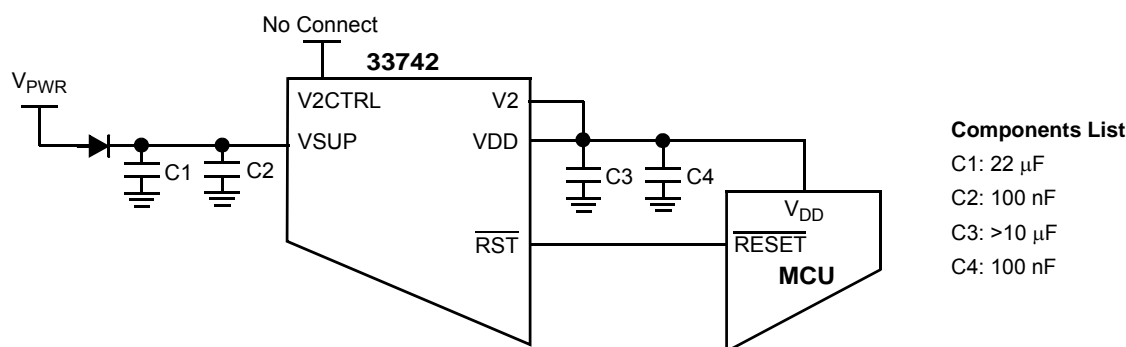 No Connect
33742
VPWR
V2CTRL
V2
VSUP
VDD
C1
C2
C3
C4
VDD
RST
RESET
MCU
Components List
C1: 22 μF
C2: 100 nF
C3: >10 μF
C4: 100 nF